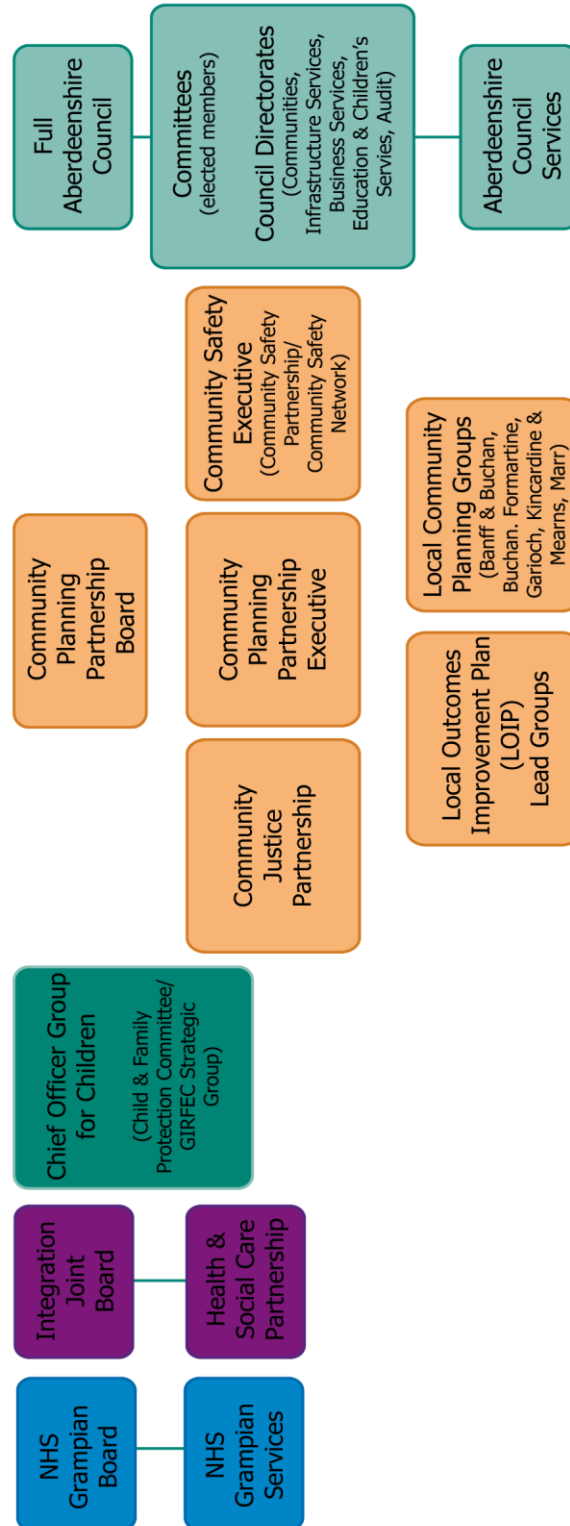 NHS
Grampian
Board
NHS
Grampian
Services
Integration
Joint
Board
Health &
Social Care
Partnership
Chief Officer Group
for Children
(Child & Family
Protection Committee/
GIRFEC Strategic
Group)
Community
Planning
Partnership
Board
Community
Justice
Partnership
Community
Planning
Partnership
Executive
Community Safety
Executive
(Community Safety
Partnership/
Community Safety
Network)
Local Outcomes
Improvement Plan
(LOIP)
Lead Groups
Local Community
Planning Groups
(Banff & Buchan,
Buchan. Formartine,
Garioch, Kincardine &
Mearns, Marr)
Full
Aberdeenshire
Council
Committees
(elected members)
Council Directorates
(Communities,
Infrastructure Services,
Business Services,
Education & Children's
Servies, Audit)
Aberdeenshire
Council
Services